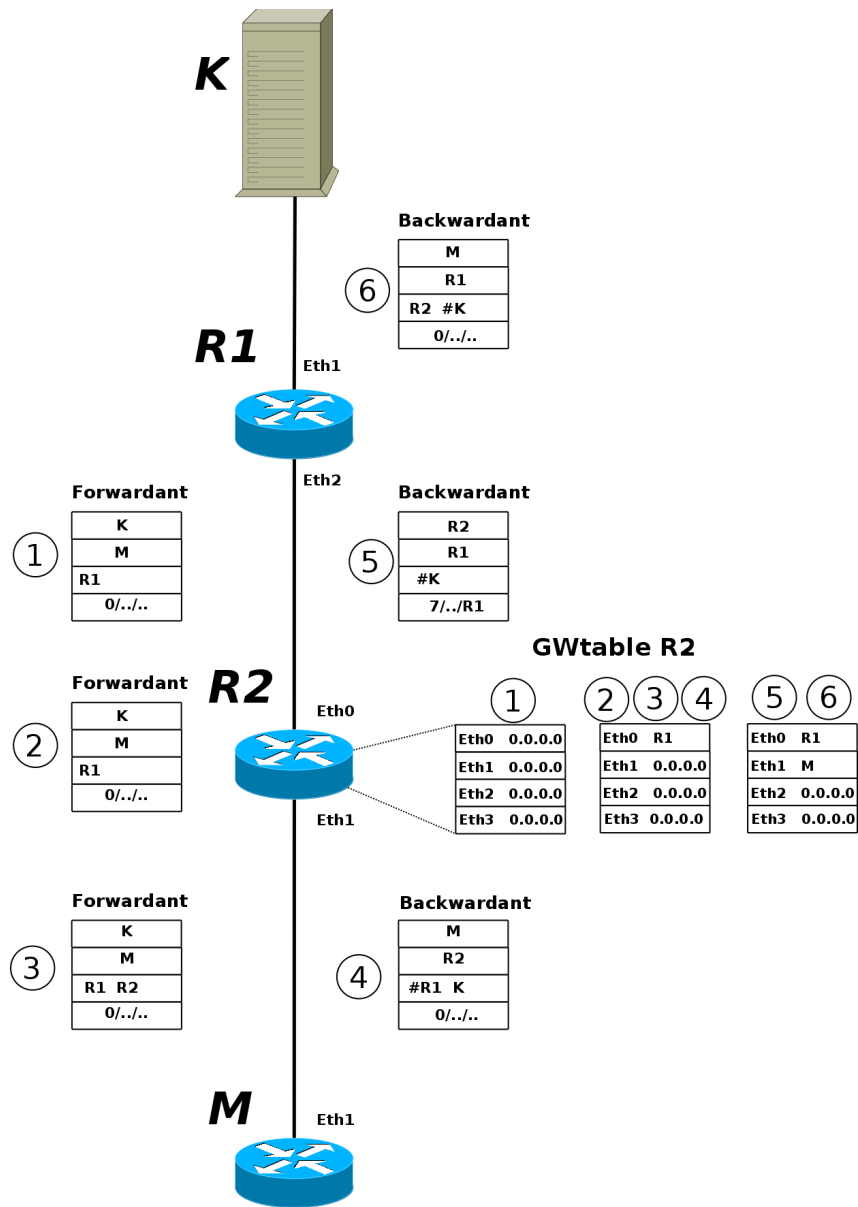 K
Backwardant
M
R1
R2 #K
0/../..
6
R1
Eth1
Eth2
Forwardant
K
M
R1
0/../..
1
Backwardant
R2
R1
#K
7/../R1
5
GWtable R2
1
2 3 4
5 6
Eth0 0.0.0.0
Eth1 0.0.0.0
Eth2 0.0.0.0
Eth3 0.0.0.0
Eth0 R1
Eth1 0.0.0.0
Eth2 0.0.0.0
Eth3 0.0.0.0
Eth0 R1
Eth1 M
Eth2 0.0.0.0
Eth3 0.0.0.0
Forwardant
K
M
R1
0/../..
2
R2
Eth0
Eth1
Forwardant
K
M
R1 R2
0/../..
3
Backwardant
M
R2
#R1 K
0/../..
4
M
Eth1